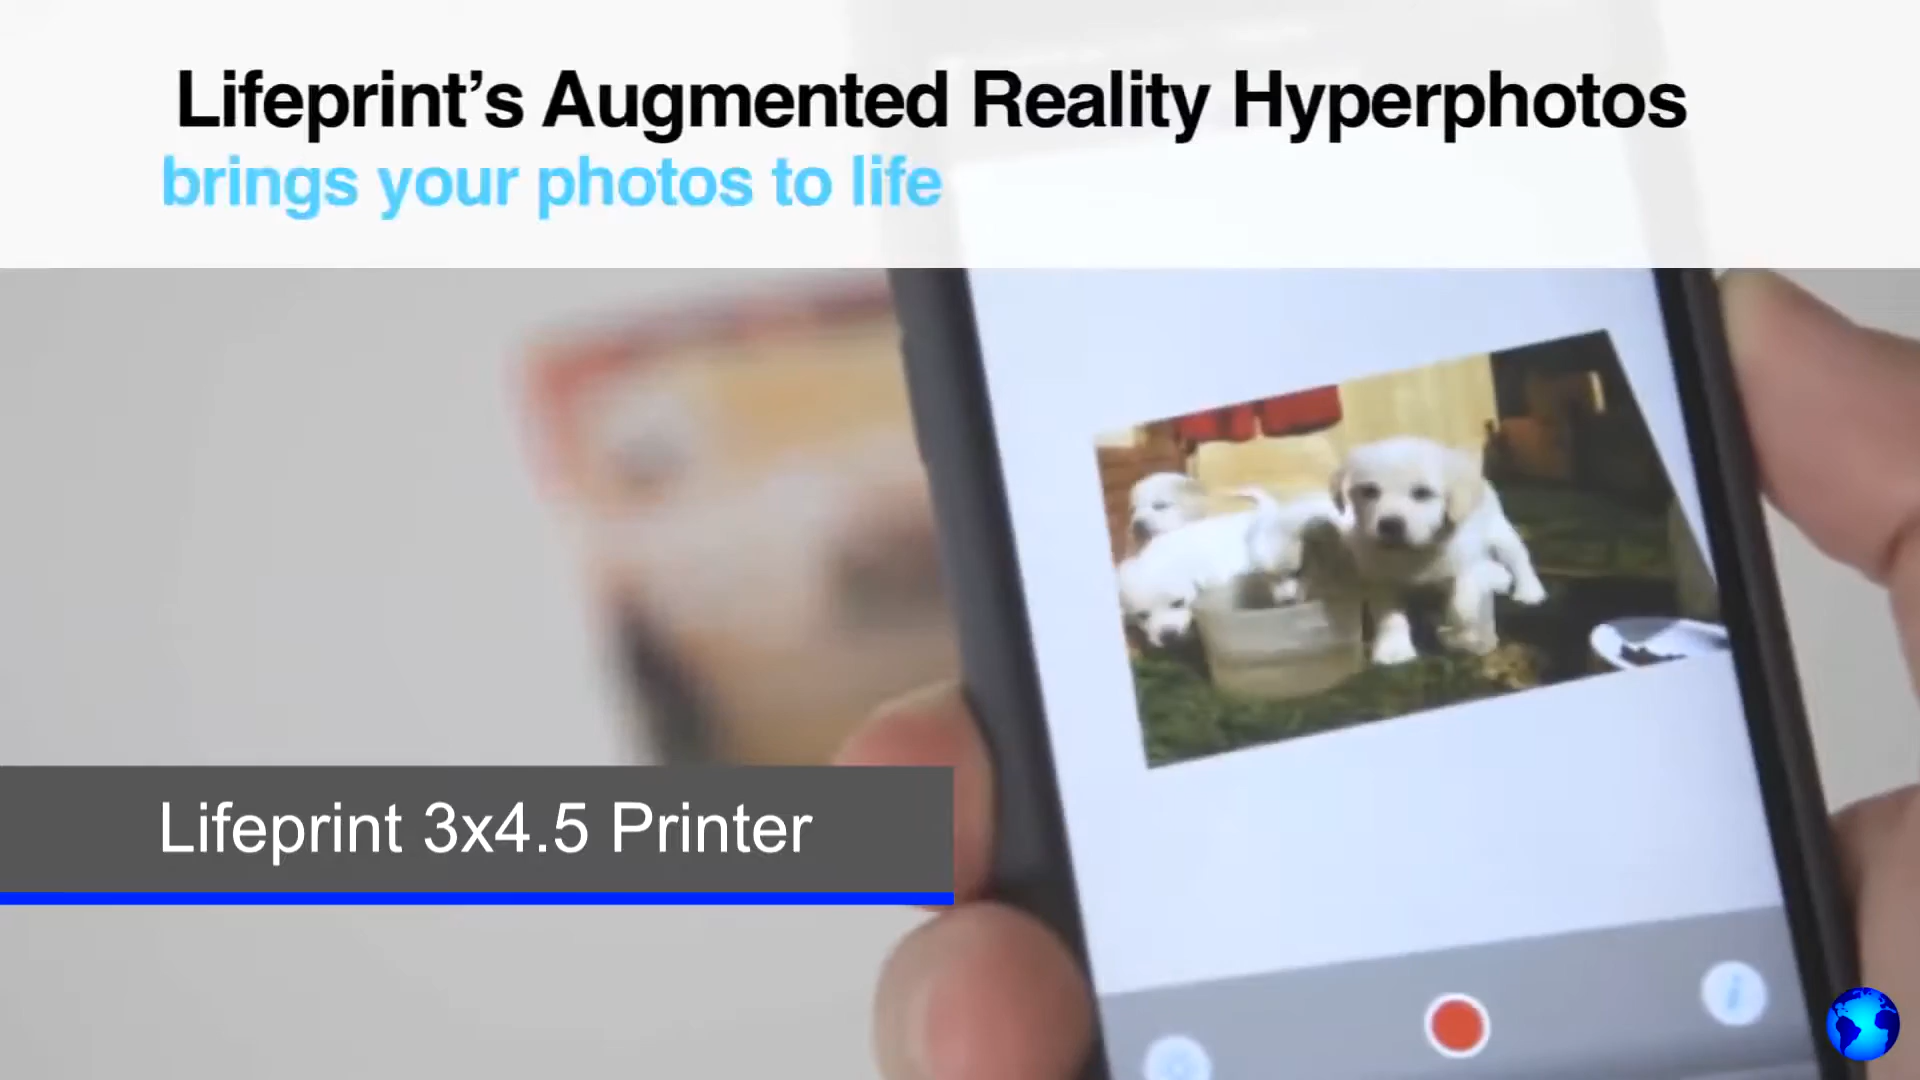 Lifeprint’s Augmented Reality Hyperphotos
brings your photos to life
Lifeprint 3x4.5 Printer